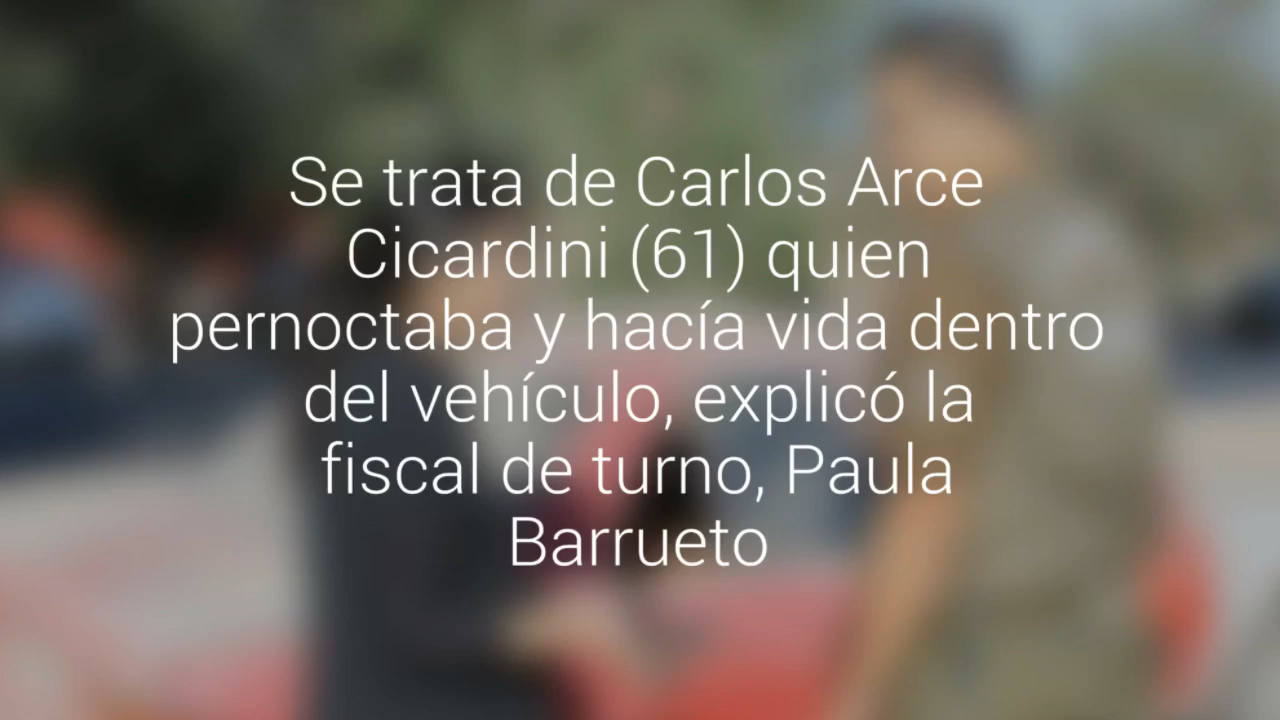 Se trata de Carlos Arce
Cicardini (61) quien
pernoctaba y hacía vida dentro
del vehículo, explicó la
fiscal de turno, Paula
Barrueto